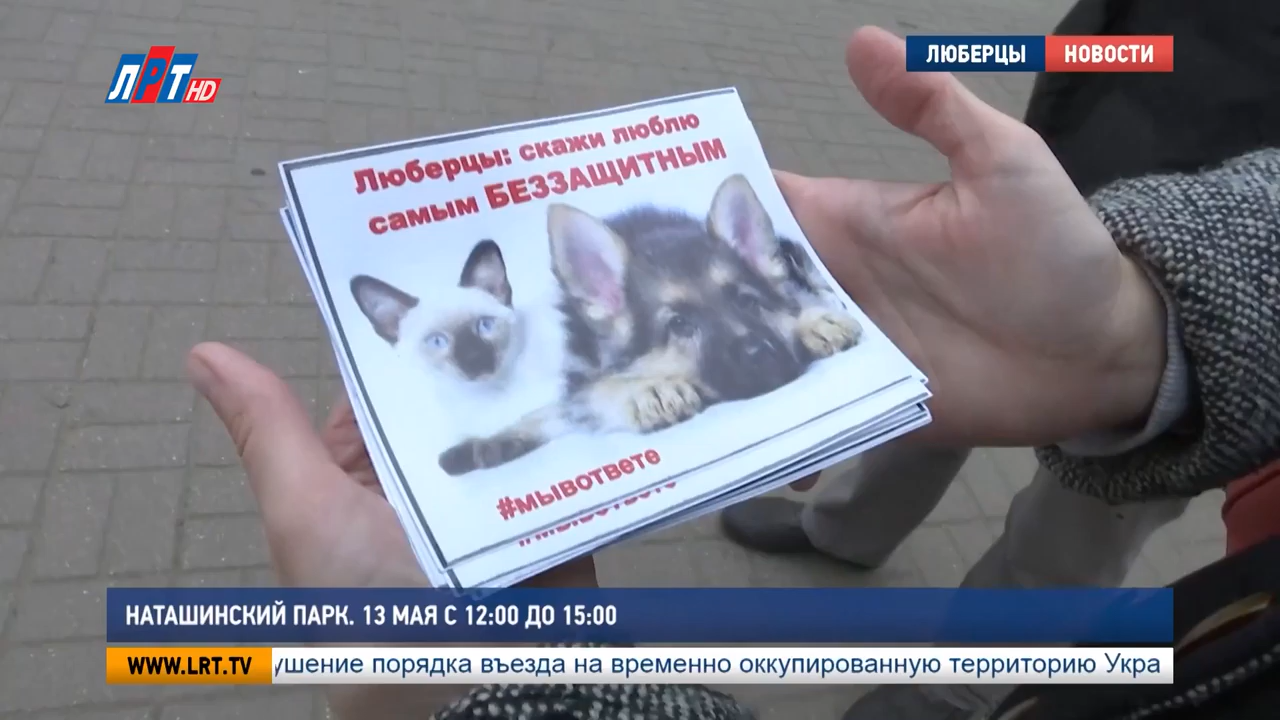 ЛРТ HD
ЛЮБЕРЦЫ НОВОСТИ
Люберцы: скажи люблю
самым БЕЗЗАЩИТНЫМ
#мывответе
#мывответе
НАТАШИНСКИЙ ПАРК. 13 МАЯ С 12:00 ДО 15:00
WWW.LRT.TV ушение порядка въезда на временно оккупированную территорию Укра